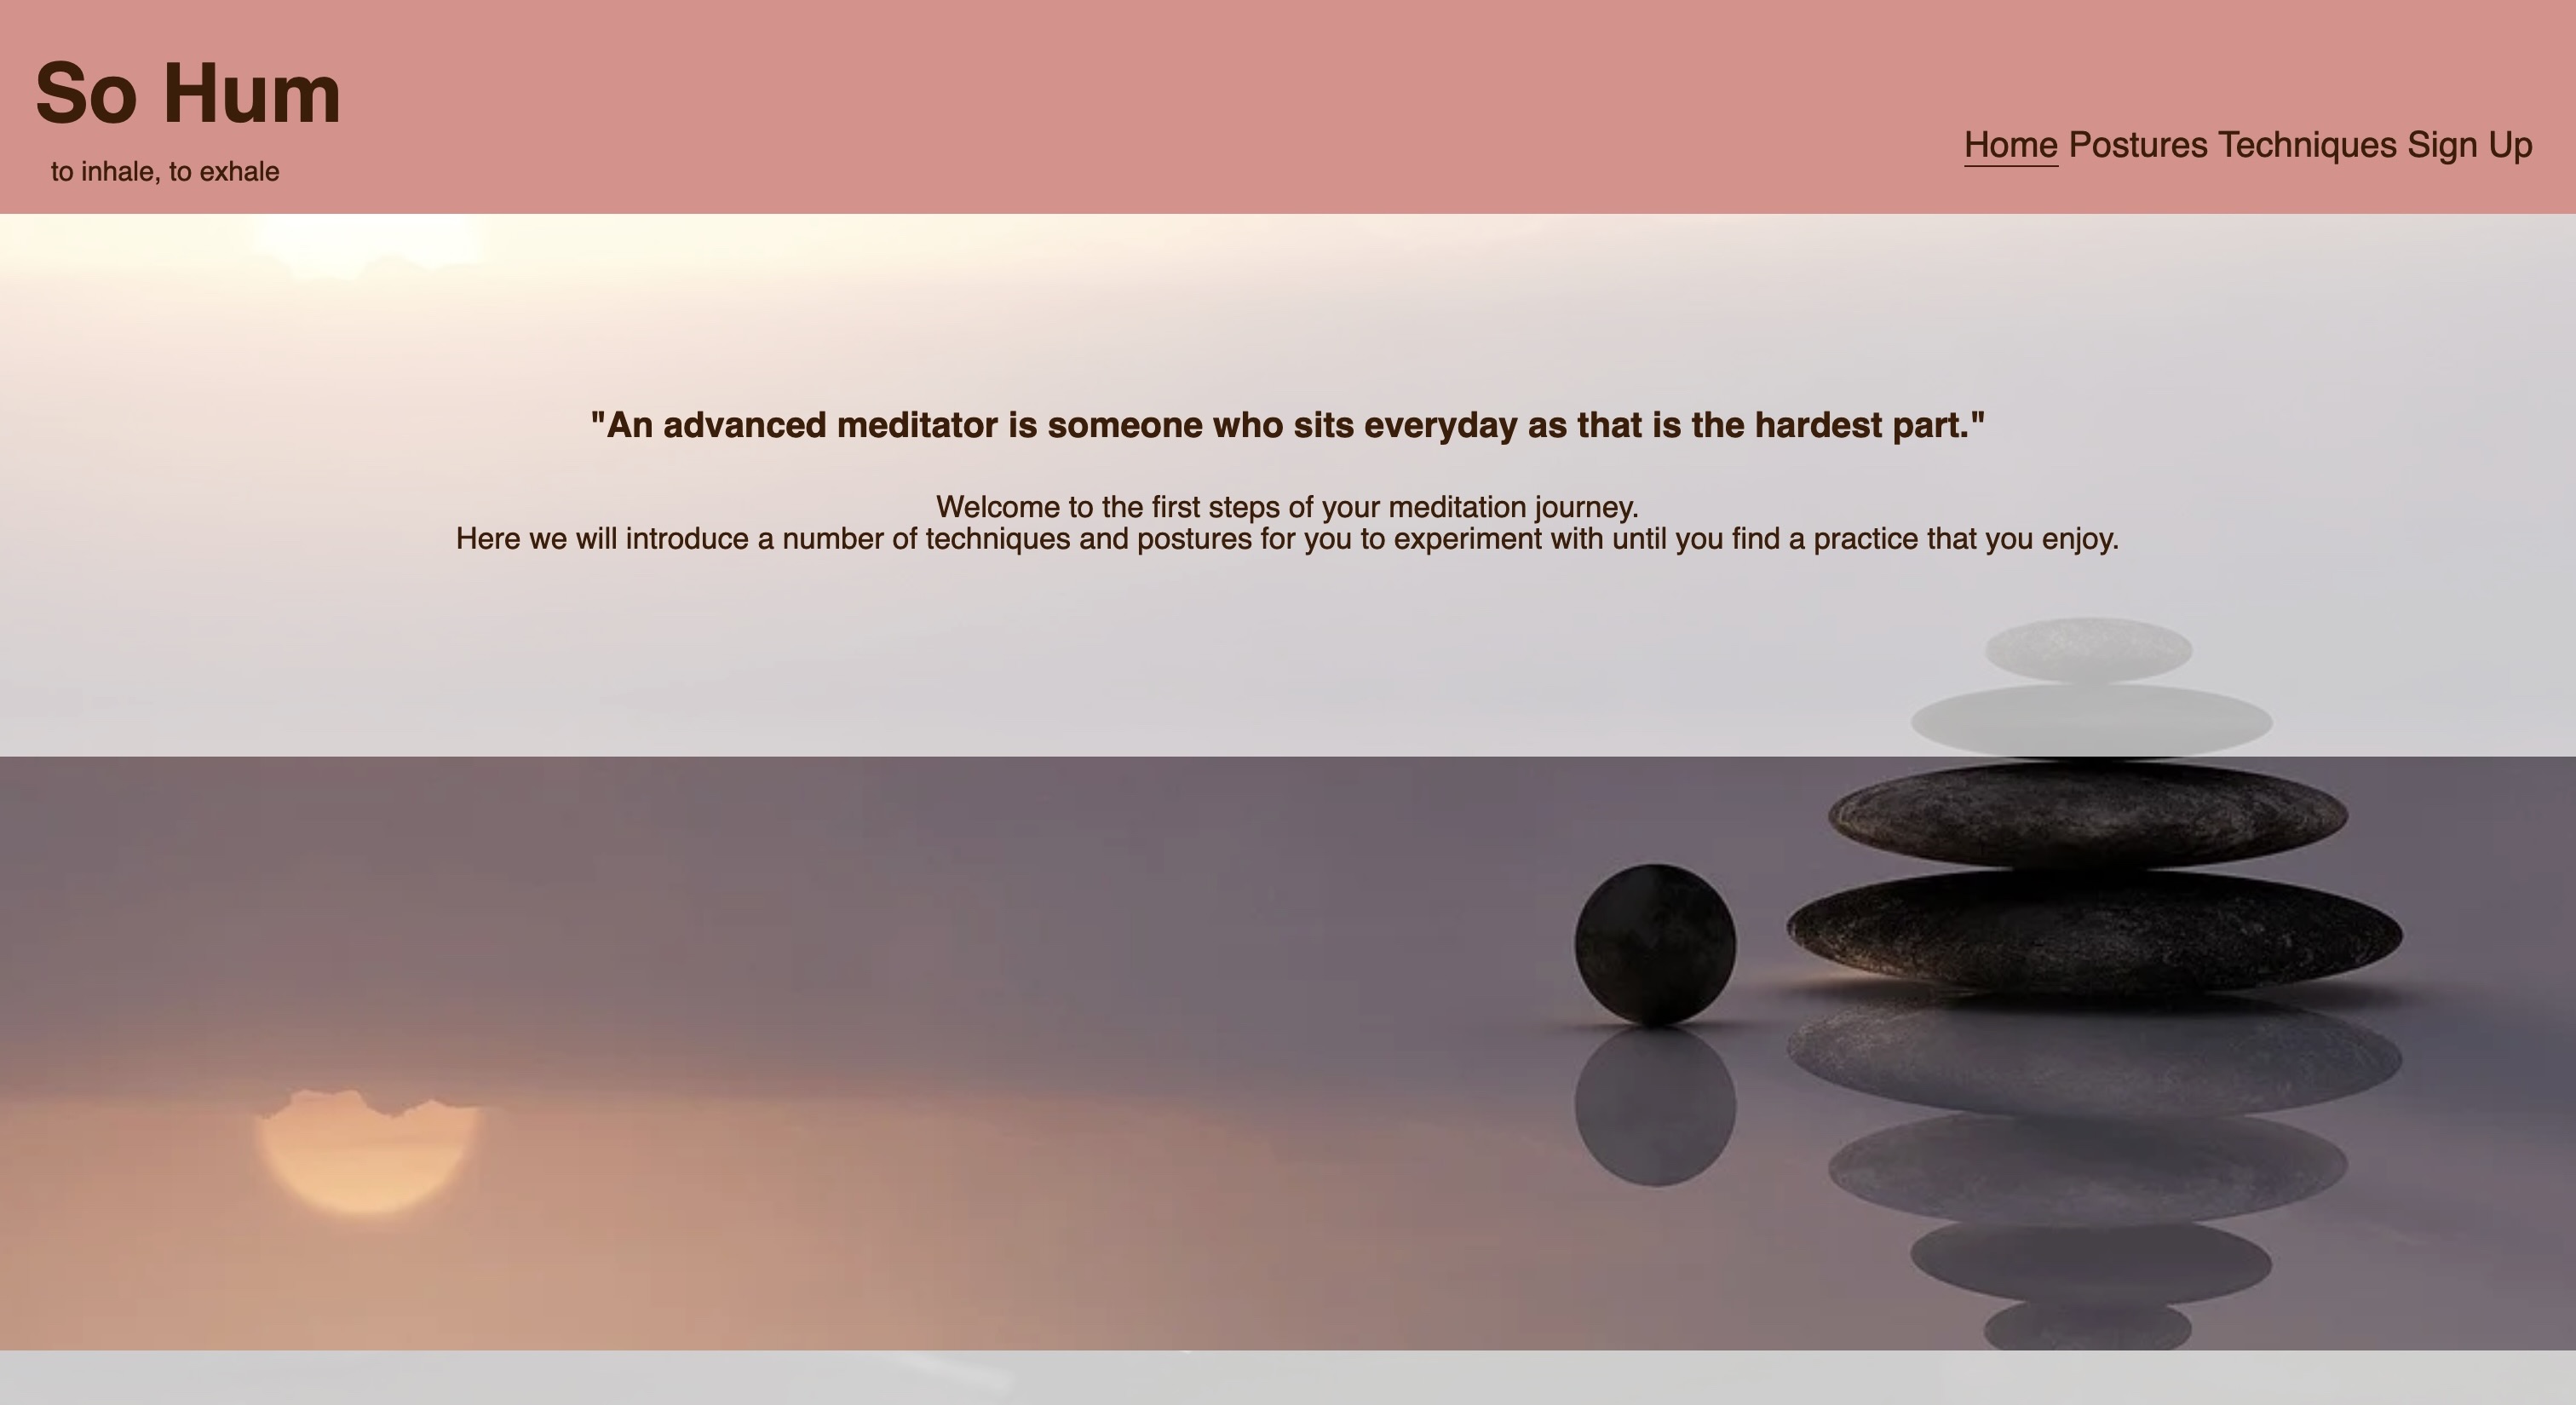 So Hum
to inhale, to exhale
Home Postures Techniques Sign Up
"An advanced meditator is someone who sits everyday as that is the hardest part."
Welcome to the first steps of your meditation journey.
Here we will introduce a number of techniques and postures for you to experiment with until you find a practice that you enjoy.